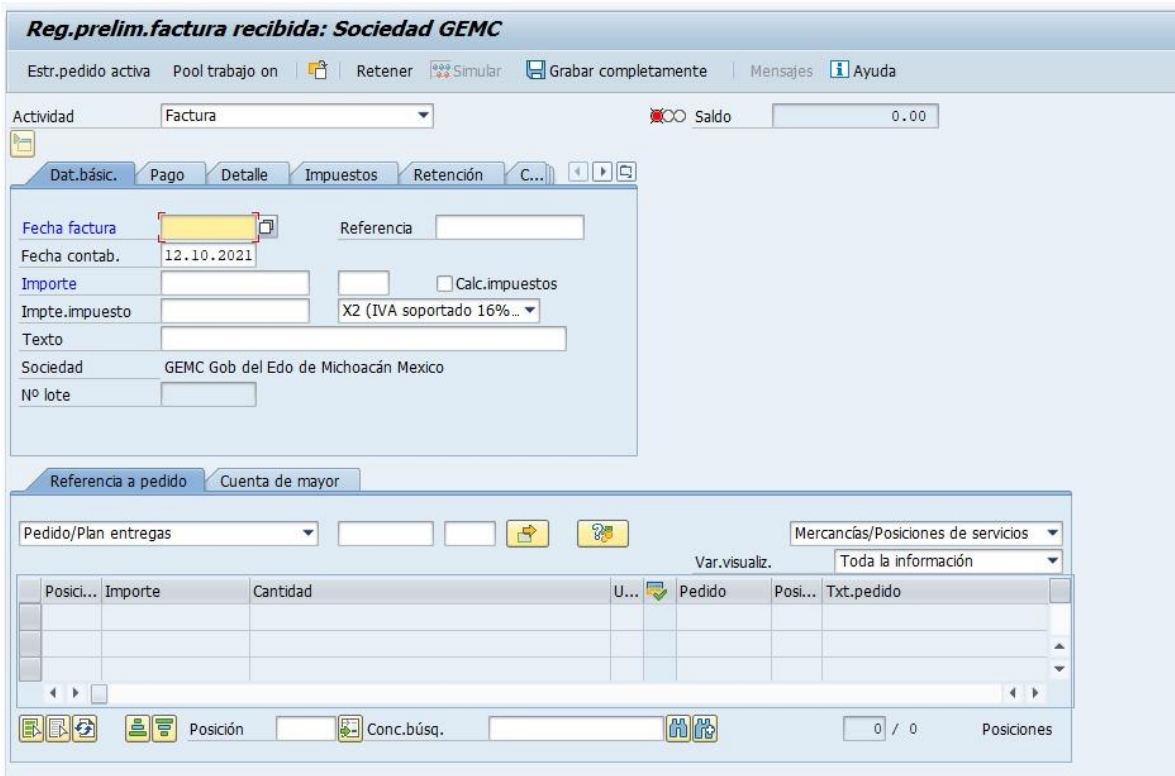 Reg.prelim.factura recibida: Sociedad GEMC
Estr.pedido activa Pool trabajo on Retener Simular Grabar completamente Mensajes Ayuda
Actividad Factura Saldo 0.00
Dat.básic. Pago Detalle Impuestos Retención C...
Fecha factura Referencia
Fecha contab. 12.10.2021
Importe Calc.impuestos
Impte.impuesto X2 (IVA soportado 16%...
Texto
Sociedad GEMC Gob del Edo de Michoacán Mexico
Nº lote
Referencia a pedido Cuenta de mayor
Pedido/Plan entregas Mercancías/Posiciones de servicios
Var.visualiz. Toda la información
Posici... Importe Cantidad U... Pedido Posi... Txt.pedido
Posición Conc.búsq. 0 / 0 Posiciones